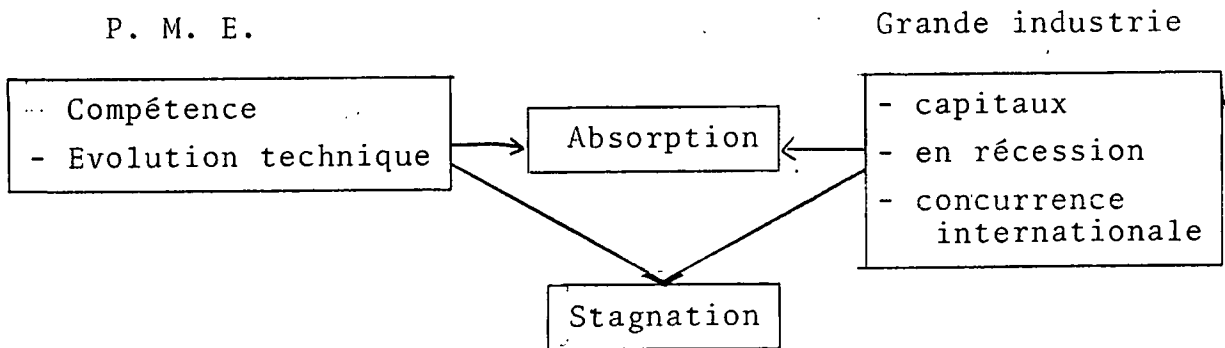 P. M. E.
Grande industrie
- Compétence
- Evolution technique
Absorption
- capitaux
- en récession
- concurrence
internationale
Stagnation